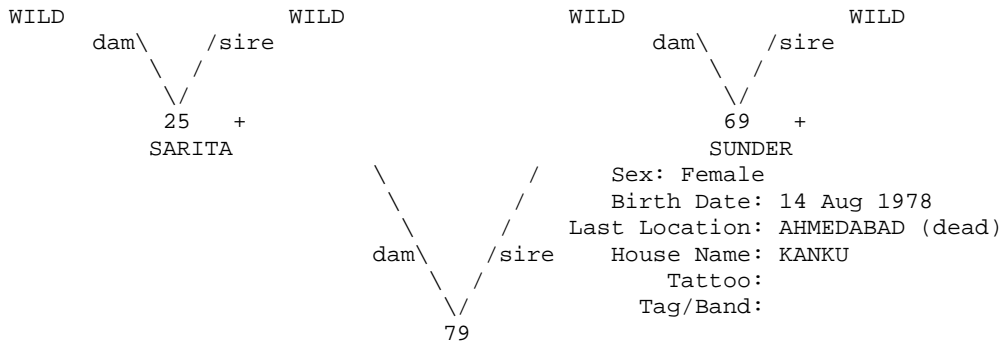 WILD WILD WILD WILD
dam\ /sire dam\ /sire
\ / \ /
\/ \/
25 + 69 +
SARITA SUNDER
\ / Sex: Female
\ / Birth Date: 14 Aug 1978
\ / Last Location: AHMEDABAD (dead)
dam\ /sire House Name: KANKU
\ / Tattoo:
\/ Tag/Band:
79